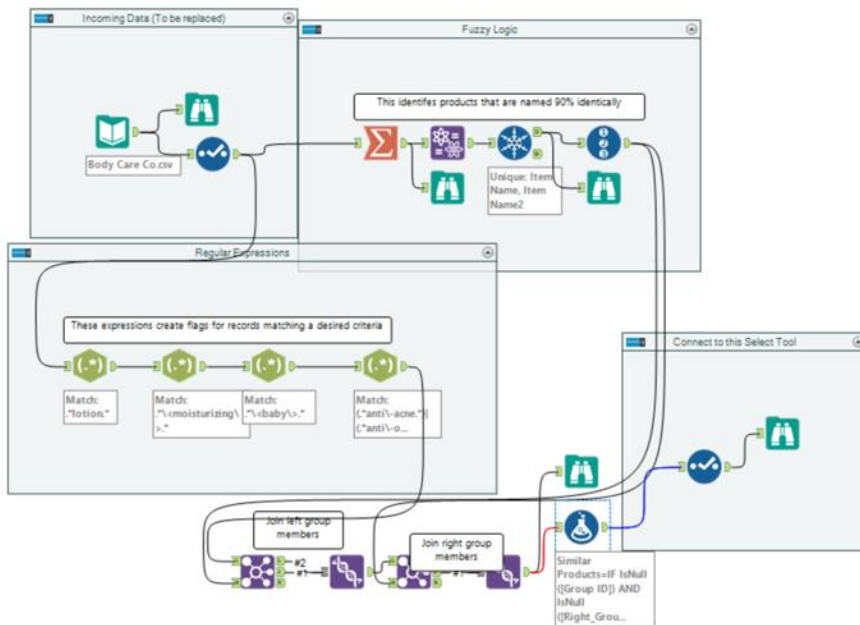 Incoming Data (To be replaced)
Body Care Co.csv
Fuzzy Logic
This identifes products that are named 90% identically
Unique: Item
Name, Item
Name2
Regular Expressions
These expressions create flags for records matching a desired criteria
Match:
.*lotion.*
Match:
.*\<moisturizing\
>.*
Match:
.*\<baby\>.*
Match:
(.*anti\-acne.*)|
(.*anti\-o...
Connect to this Select Tool
Join left group
members
#2
#1
Join right group
members
Similar
Products=IF IsNull
([Group ID]) AND
IsNull
([Right_Grou...